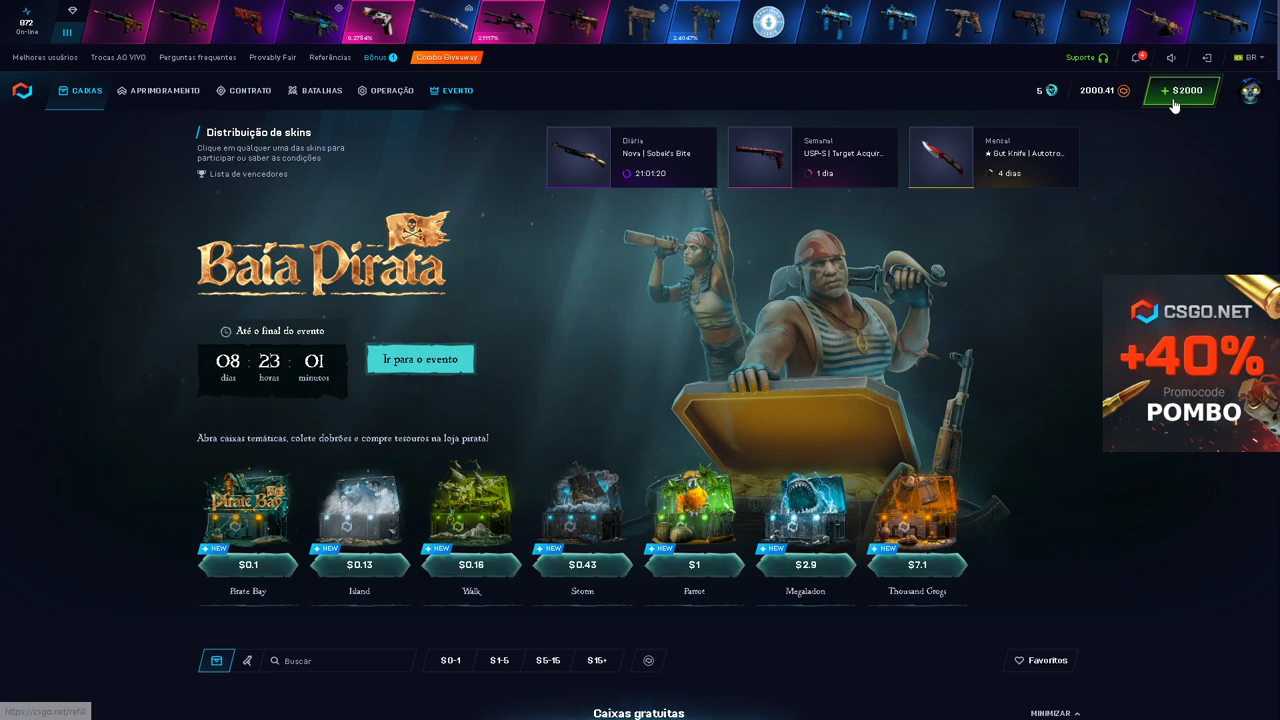 872
On-line
0.2784%
2.1117%
2.4047%
Melhores usuários
Trocas AO VIVO
Perguntas frequentes
Provably Fair
Referências
Bônus 1
Combo Giveaway
Suporte
4
BR
CAIXAS
APRIMORAMENTO
CONTRATO
BATALHAS
OPERAÇÃO
EVENTO
5
2000.41
+ $2000
Distribuição de skins
Clique em qualquer uma das skins para
participar ou saber as condições
Lista de vencedores
Diária
Nova | Sobek's Bite
21:01:20
Semanal
USP-S | Target Acquir...
1 dia
Mensal
★ Gut Knife | Autotro...
4 dias
Baía Pirata
Até o final do evento
08 : 23 : 01
dias horas minutos
Ir para o evento
CSGO.NET
+40%
Promocode
POMBO
Abra caixas temáticas, colete dobrões e compre tesouros na loja pirata!
Pirate Bay
NEW NEW NEW NEW NEW NEW NEW
$0.1 $0.13 $0.16 $0.43 $1 $2.9 $7.1
Pirate Bay Island Walk Storm Parrot Megaladon Thousand Grogs
Buscar
$0-1
$1-5
$5-15
$15+
Favoritos
Caixas gratuitas
MINIMIZAR
https://csgo.net/refill